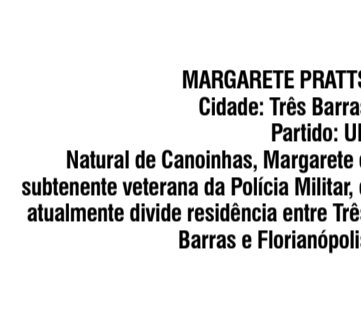 MARGARETE PRATTS
Cidade: Três Barras
Partido:
Natural de Canoinhas, Margarete
subtenente veterana da Polícia Militar,
atualmente divide residência entre Três
Barras e Florianópolis